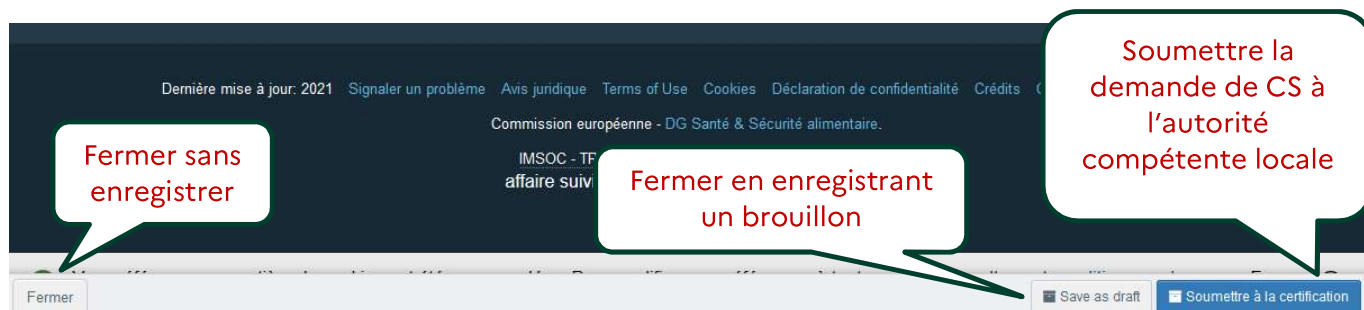 Soumettre la
demande de CS à
l'autorité
compétente locale
Dernière mise à jour: 2021 Signaler un problème Avis juridique Terms of Use Cookies Déclaration de confidentialité Crédits
Commission européenne - DG Santé & Sécurité alimentaire.
Fermer sans
enregistrer
IMSOC - TR
affaire suivi
Fermer en enregistrant
un brouillon
Fermer
Save as draft
Soumettre à la certification